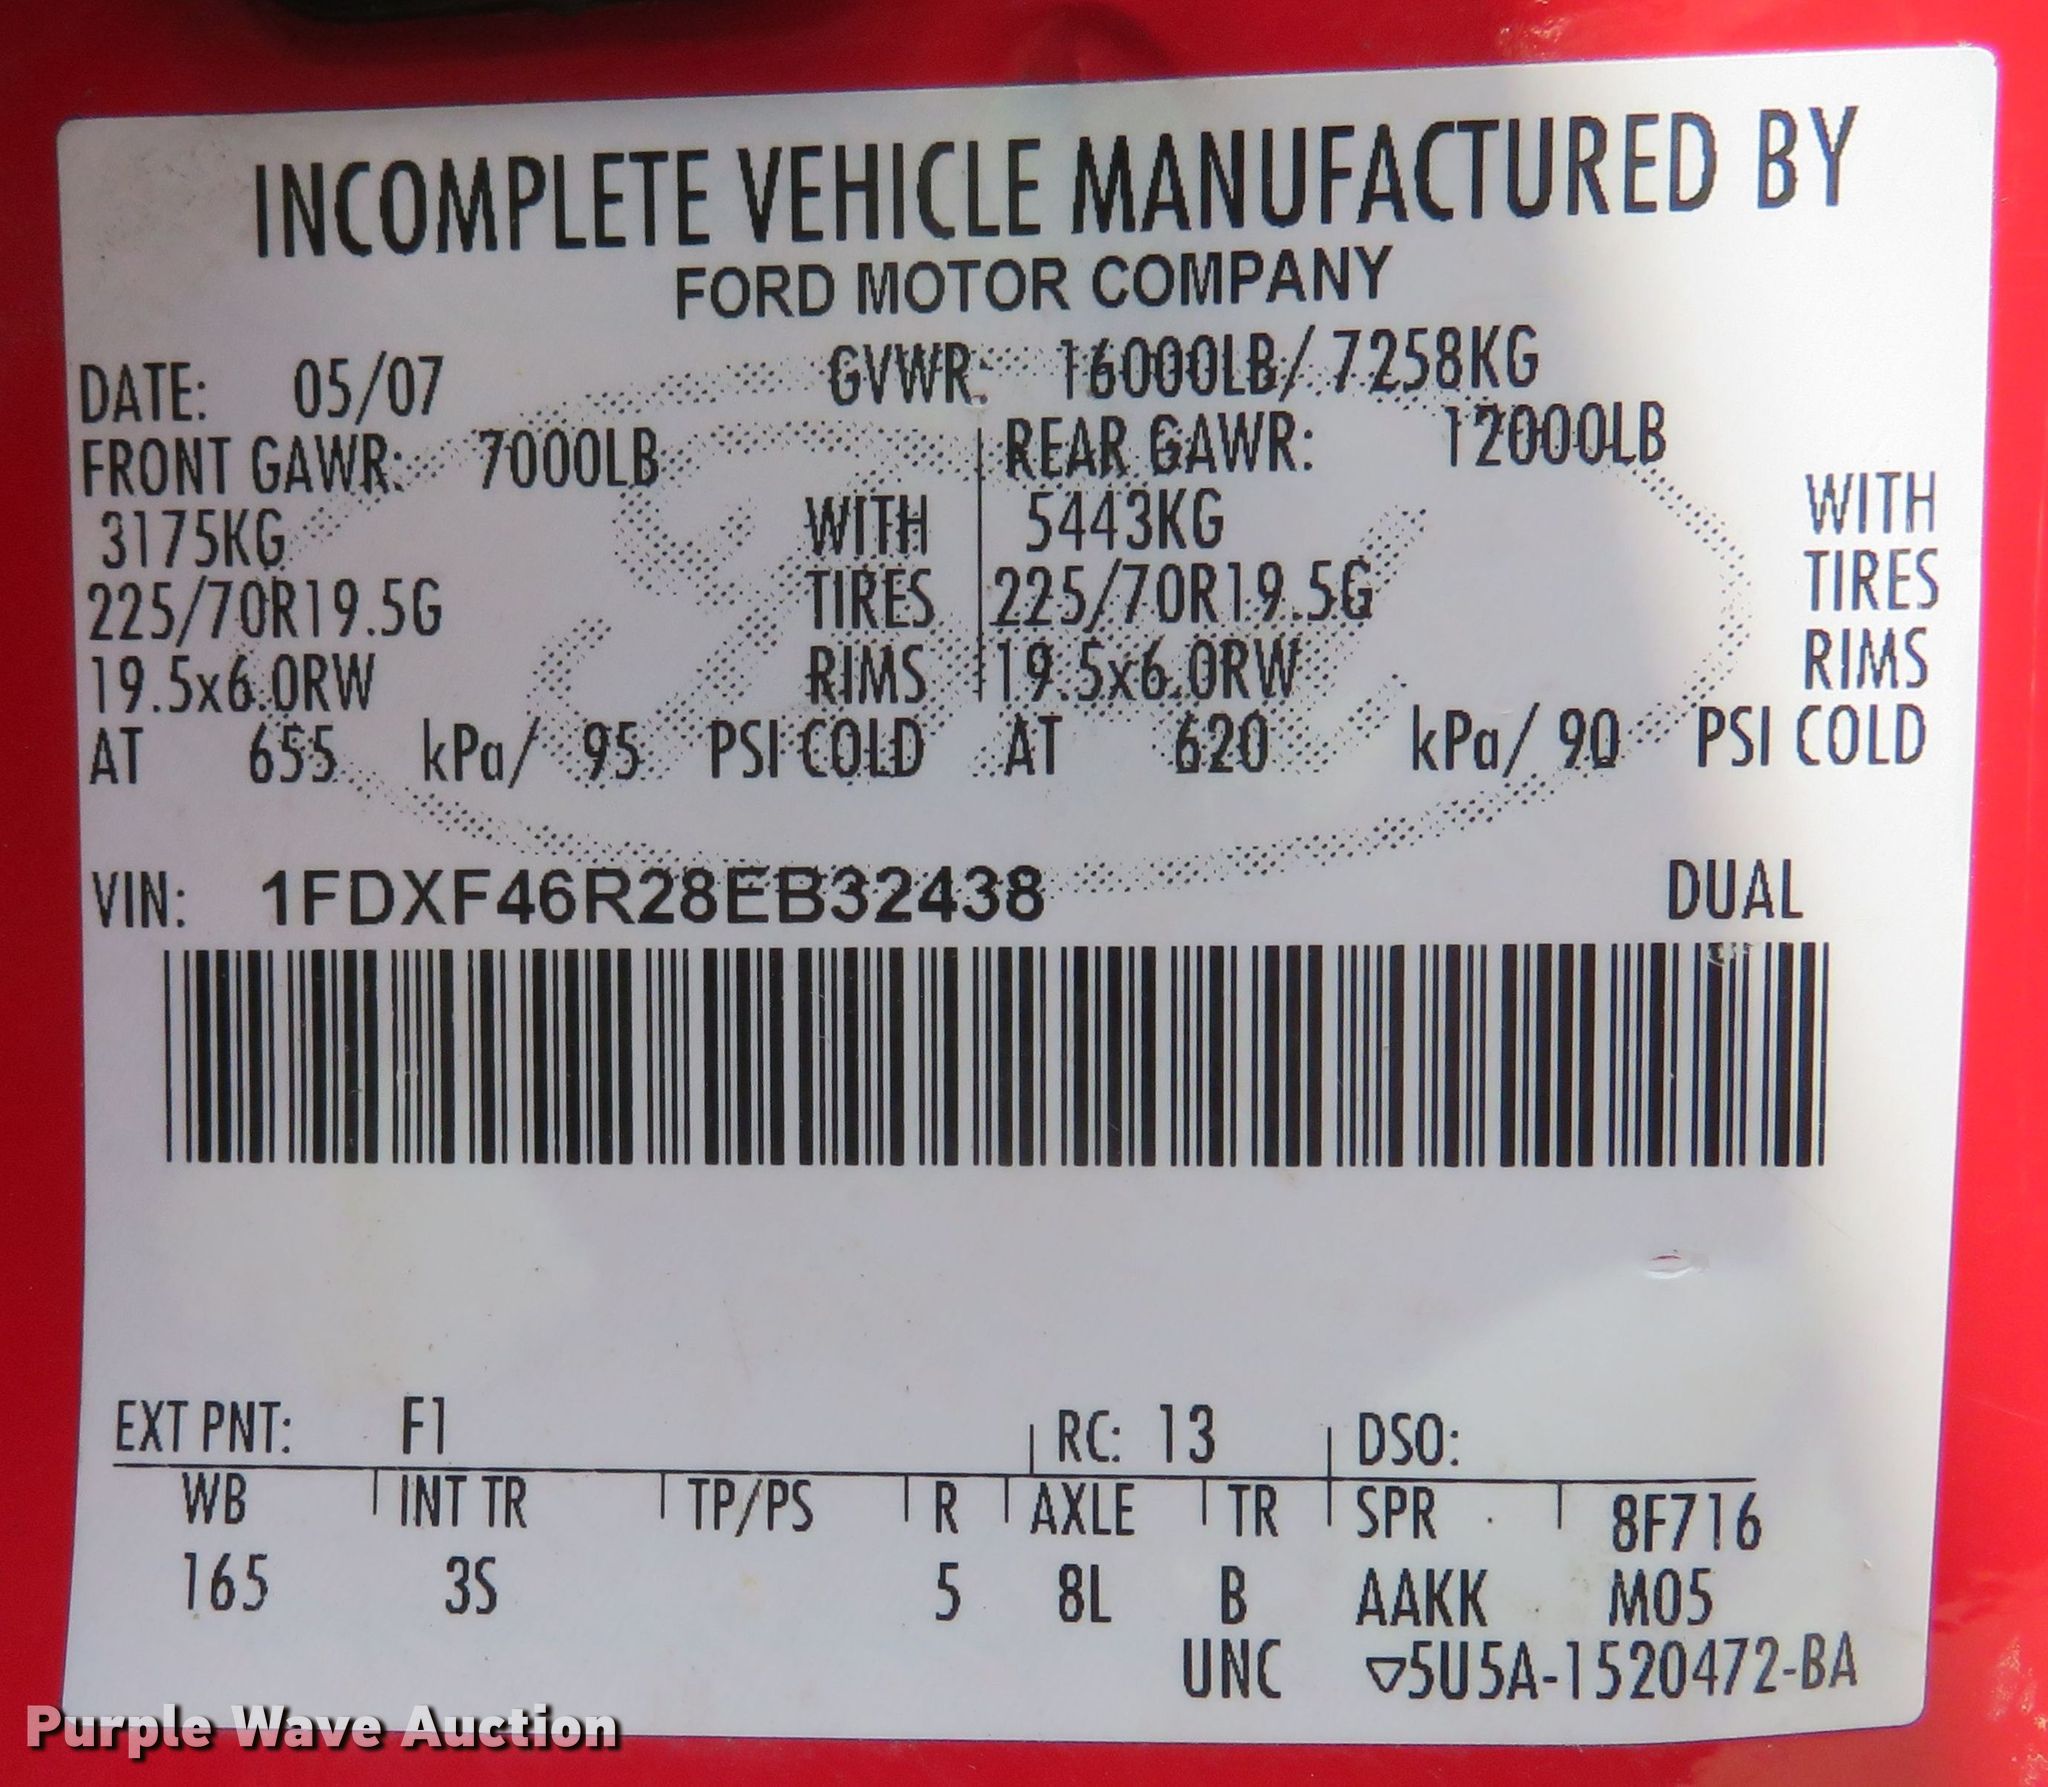 INCOMPLETE VEHICLE MANUFACTURED BY
FORD MOTOR COMPANY
DATE: 05/07 GVWR: 16000LB/ 7258KG
FRONT GAWR: 7000LB REAR GAWR: 12000LB
3175KG WITH 5443KG WITH
225/70R19.5G TIRES 225/70R19.5G TIRES
19.5x6.0RW RIMS 19.5x6.0RW RIMS
AT 655 kPa/ 95 PSI COLD AT 620 kPa/ 90 PSI COLD
VIN: 1FDXF46R28EB32438 DUAL
EXT PNT: F1 RC: 13 DSO:
WB INT TR TP/PS R AXLE TR SPR 8F716
165 3S 5 8L B AAKK M05
UNC ▽5U5A-1520472-BA
Purple Wave Auction